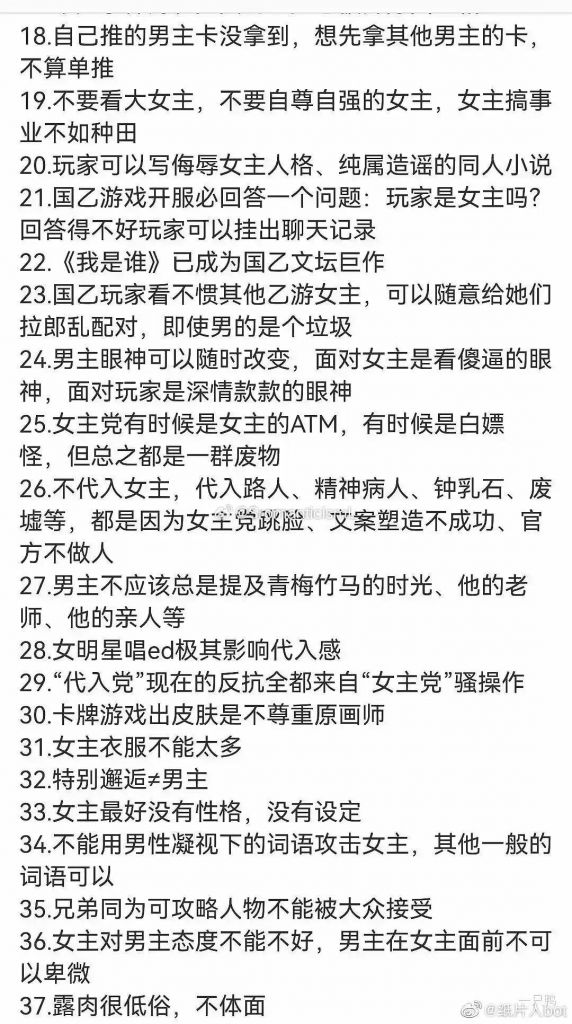 18.自己推的男主卡没拿到，想先拿其他男主的卡，
不算单推
19.不要看大女主，不要自尊自强的女主，女主搞事
业不如种田
20.玩家可以写侮辱女主人格、纯属造谣的同人小说
21.国乙游戏开服必回答一个问题：玩家是女主吗？
回答得不好玩家可以挂出聊天记录
22.《我是谁》已成为国乙文坛巨作
23.国乙玩家看不惯其他乙游女主，可以随意给她们
拉郎乱配对，即使男的是个垃圾
24.男主眼神可以随时改变，面对女主是看傻逼的眼
神，面对玩家是深情款款的眼神
25.女主党有时候是女主的ATM，有时候是白嫖
怪，但总之都是一群废物
26.不代入女主，代入路人、精神病人、钟乳石、废
墟等，都是因为女主党跳脸、文案塑造不成功、官
方不做人
27.男主不应该总是提及青梅竹马的时光、他的老
师、他的亲人等
28.女明星唱ed极其影响代入感
29.“代入党”现在的反抗全都来自“女主党”骚操作
30.卡牌游戏出皮肤是不尊重原画师
31.女主衣服不能太多
32.特别邂逅≠男主
33.女主最好没有性格，没有设定
34.不能用男性凝视下的词语攻击女主，其他一般的
词语可以
35.兄弟同为可攻略人物不能被大众接受
36.女主对男主态度不能不好，男主在女主面前不可
以卑微
37.露肉很低俗，不体面
@纸片人bot